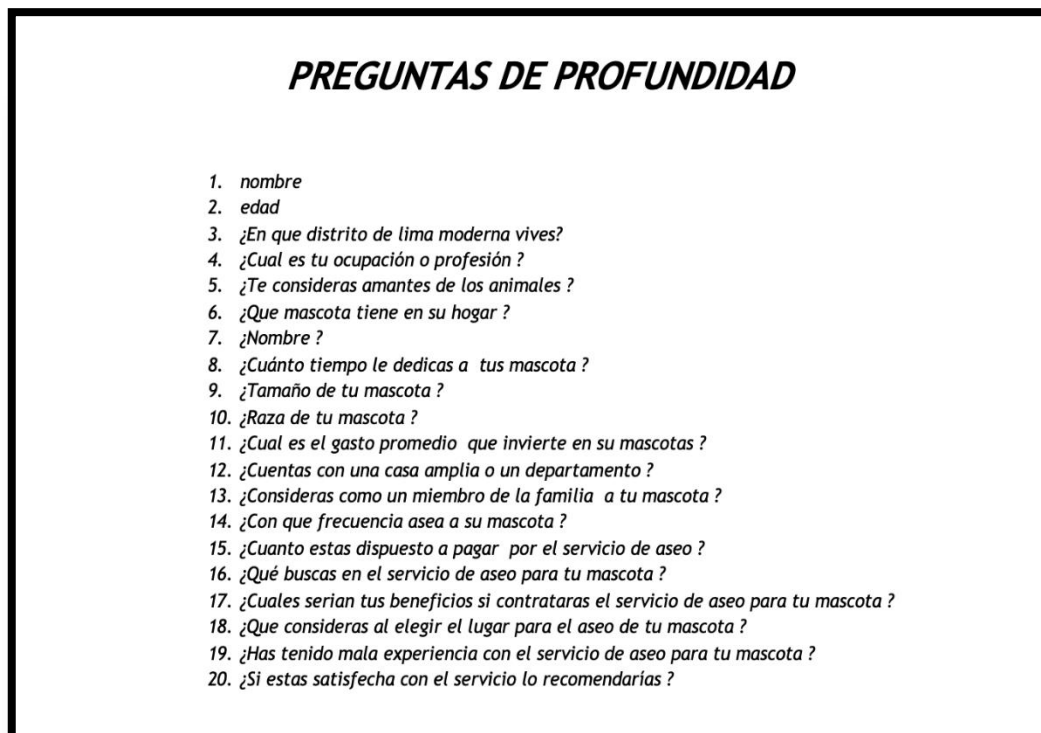 PREGUNTAS DE PROFUNDIDAD
1. nombre
2. edad
3. ¿En que distrito de lima moderna vives?
4. ¿Cual es tu ocupación o profesión ?
5. ¿Te consideras amantes de los animales ?
6. ¿Que mascota tiene en su hogar ?
7. ¿Nombre ?
8. ¿Cuánto tiempo le dedicas a tus mascota ?
9. ¿Tamaño de tu mascota ?
10. ¿Raza de tu mascota ?
11. ¿Cual es el gasto promedio que invierte en su mascotas ?
12. ¿Cuentas con una casa amplia o un departamento ?
13. ¿Consideras como un miembro de la familia a tu mascota ?
14. ¿Con que frecuencia asea a su mascota ?
15. ¿Cuanto estas dispuesto a pagar por el servicio de aseo ?
16. ¿Qué buscas en el servicio de aseo para tu mascota ?
17. ¿Cuales serian tus beneficios si contrataras el servicio de aseo para tu mascota ?
18. ¿Que consideras al elegir el lugar para el aseo de tu mascota ?
19. ¿Has tenido mala experiencia con el servicio de aseo para tu mascota ?
20. ¿Si estas satisfecha con el servicio lo recomendarías ?